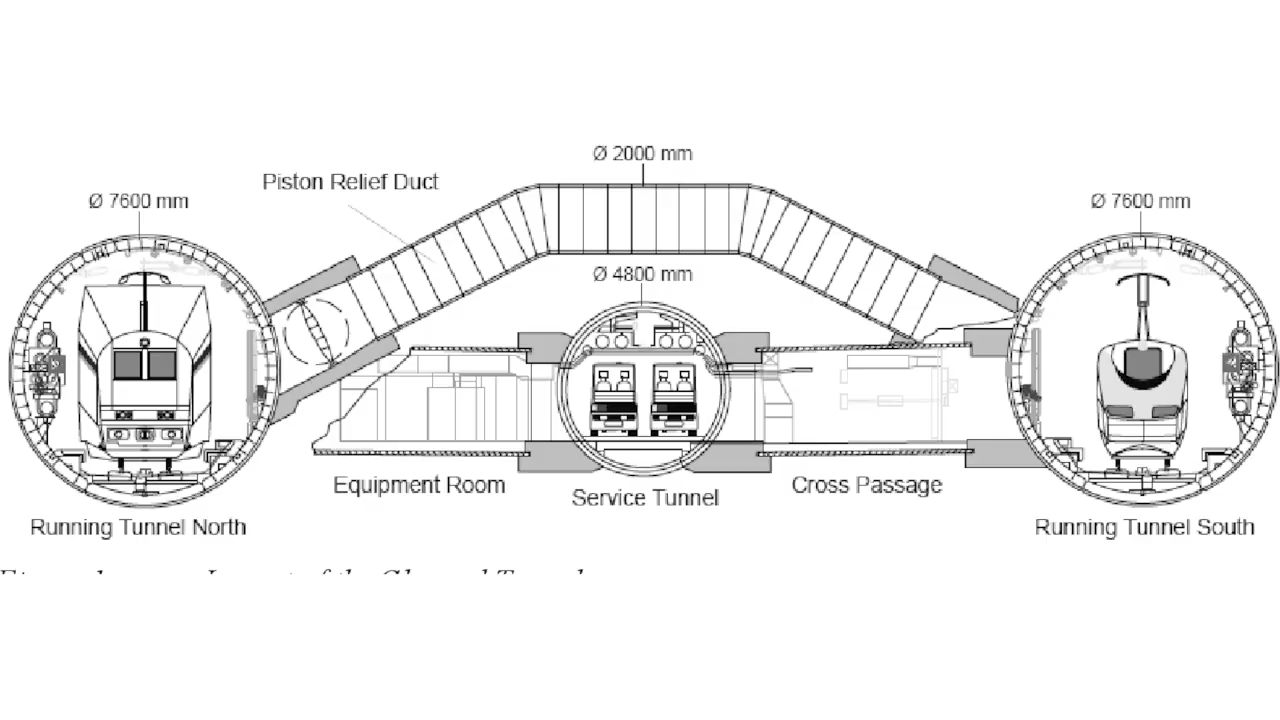 Ø 2000 mm
Piston Relief Duct
Ø 7600 mm
Ø 7600 mm
Ø 4800 mm
Equipment Room
Service Tunnel
Cross Passage
Running Tunnel North
Running Tunnel South